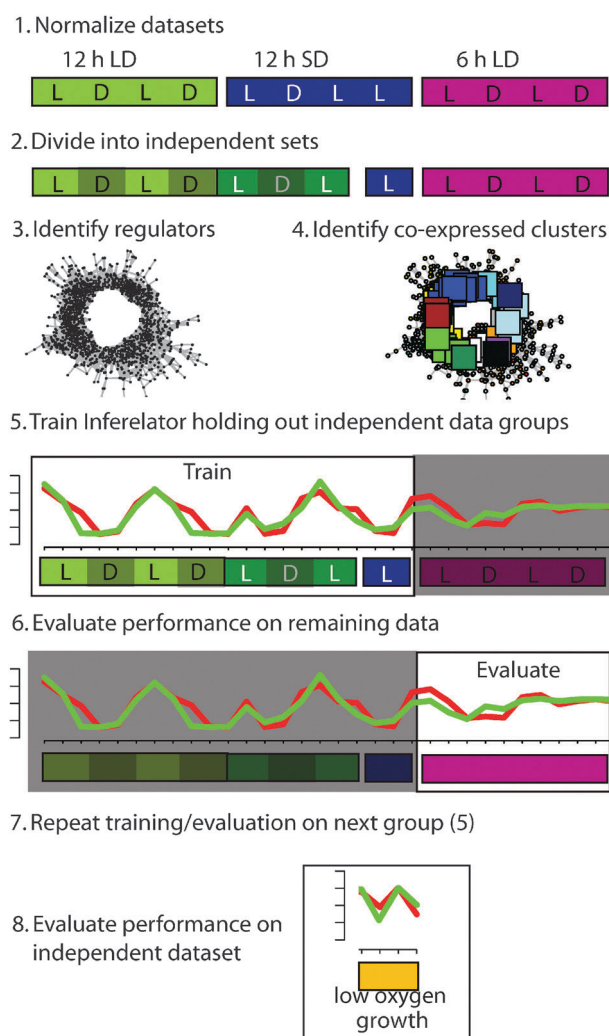 1. Normalize datasets
12 h LD 12 h SD 6 h LD
L D L D L D L L L D L D
2. Divide into independent sets
L D L D L D L L L D L D
3. Identify regulators 4. Identify co-expressed clusters
5. Train Inferelator holding out independent data groups
Train
L D L D L D L L L D L D
6. Evaluate performance on remaining data
Evaluate
7. Repeat training/evaluation on next group (5)
8. Evaluate performance on
independent dataset
low oxygen
growth